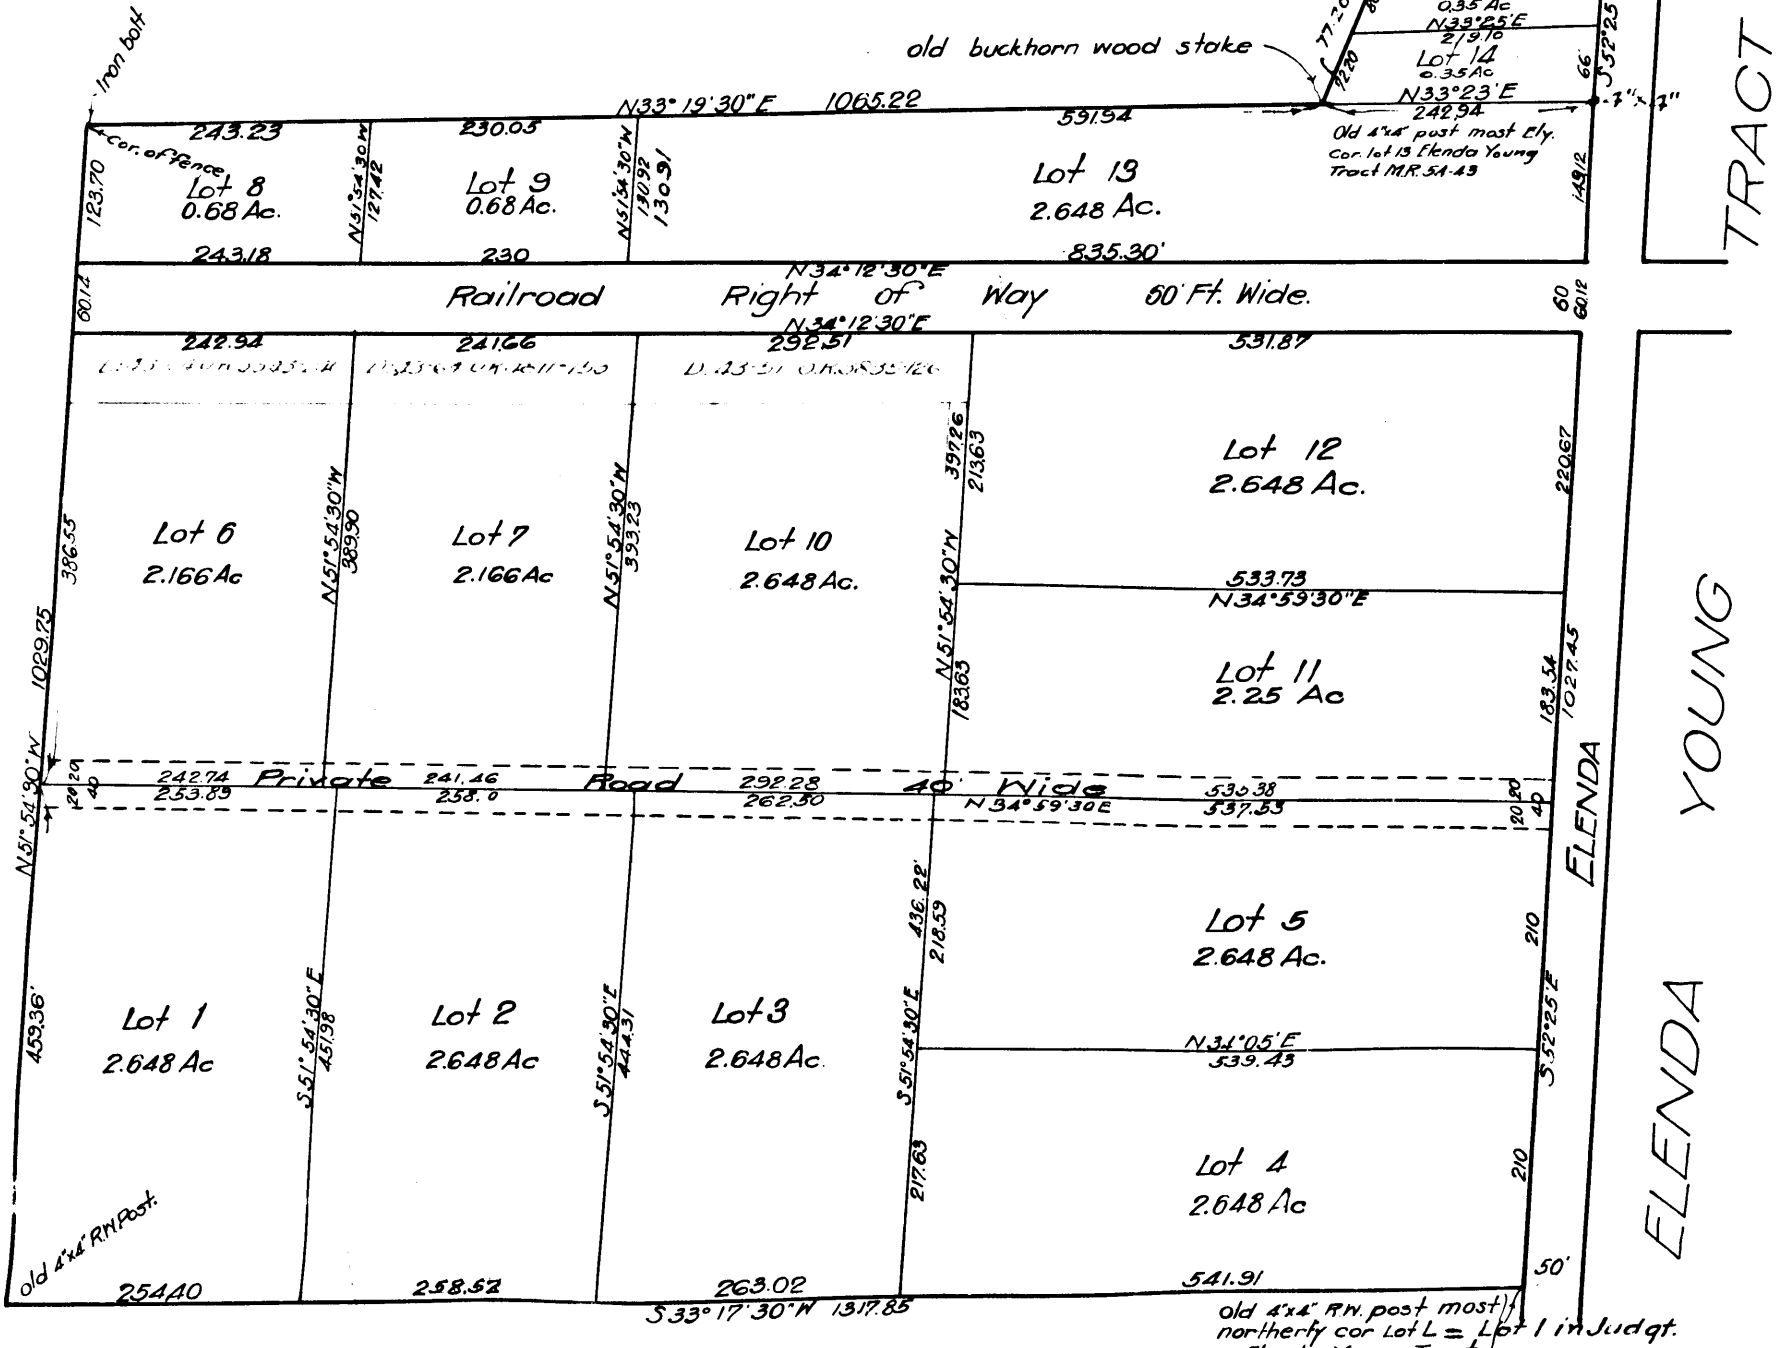 Iron bolt
old buckhorn wood stake
77.20
72.20
0.35 Ac
N33°25'E
219.10
Lot 14
0.35 Ac
66'
S 52°25
N33°23'E
242.94
Old 4"x4" post most Ely.
Cor. lot 13 Elenda Young
Tract M.R. 54-43
149.12
TRACT
N33°19'30"E 1065.22
243.23
230.05
591.94
cor. of fence
123.70
Lot 8
0.68 Ac.
N51°54'30"W
127.42
Lot 9
0.68 Ac.
N51°54'30"W
130.92
130.91
Lot 13
2.648 Ac.
243.18
230
835.30'
N34°12'30"E
60.12
Railroad Right of Way 60' Ft. Wide.
60
60.12
N34°12'30"E
242.94
241.66
292.51
531.87
386.55
Lot 6
2.166 Ac
N51°54'30"W
389.90
Lot 7
2.166 Ac
N51°54'30"W
393.23
Lot 10
2.648 Ac.
397.26
213.63
N51°54'30"W
183.63
Lot 12
2.648 Ac.
220.67
533.73
N34°59'30"E
Lot 11
2.25 Ac
183.54
1027.45
1029.75
N51°54'30"W
20 20
40
242.74
253.89
Private Road 40' Wide
241.46
258.0
292.28
262.50
N34°59'30E
535.38
537.53
20 20
40
ELENDA
ELENDA YOUNG
459.36'
Lot 1
2.648 Ac
S51°54'30"E
451.98
Lot 2
2.648 Ac
S51°54'30"E
444.31
Lot 3
2.648 Ac.
436.22'
218.59
S51°54'30"E
217.63
Lot 5
2.648 Ac.
210
N34°05'E
539.43
S.52°25'E
Lot 4
2.648 Ac
210
old 4"x4" R.W. Post.
254.40
258.52
263.02
541.91
50'
S33°17'30"W 1317.85
old 4"x4" R.W. post most
northerly cor Lot L = Lot 1 in Judgt.